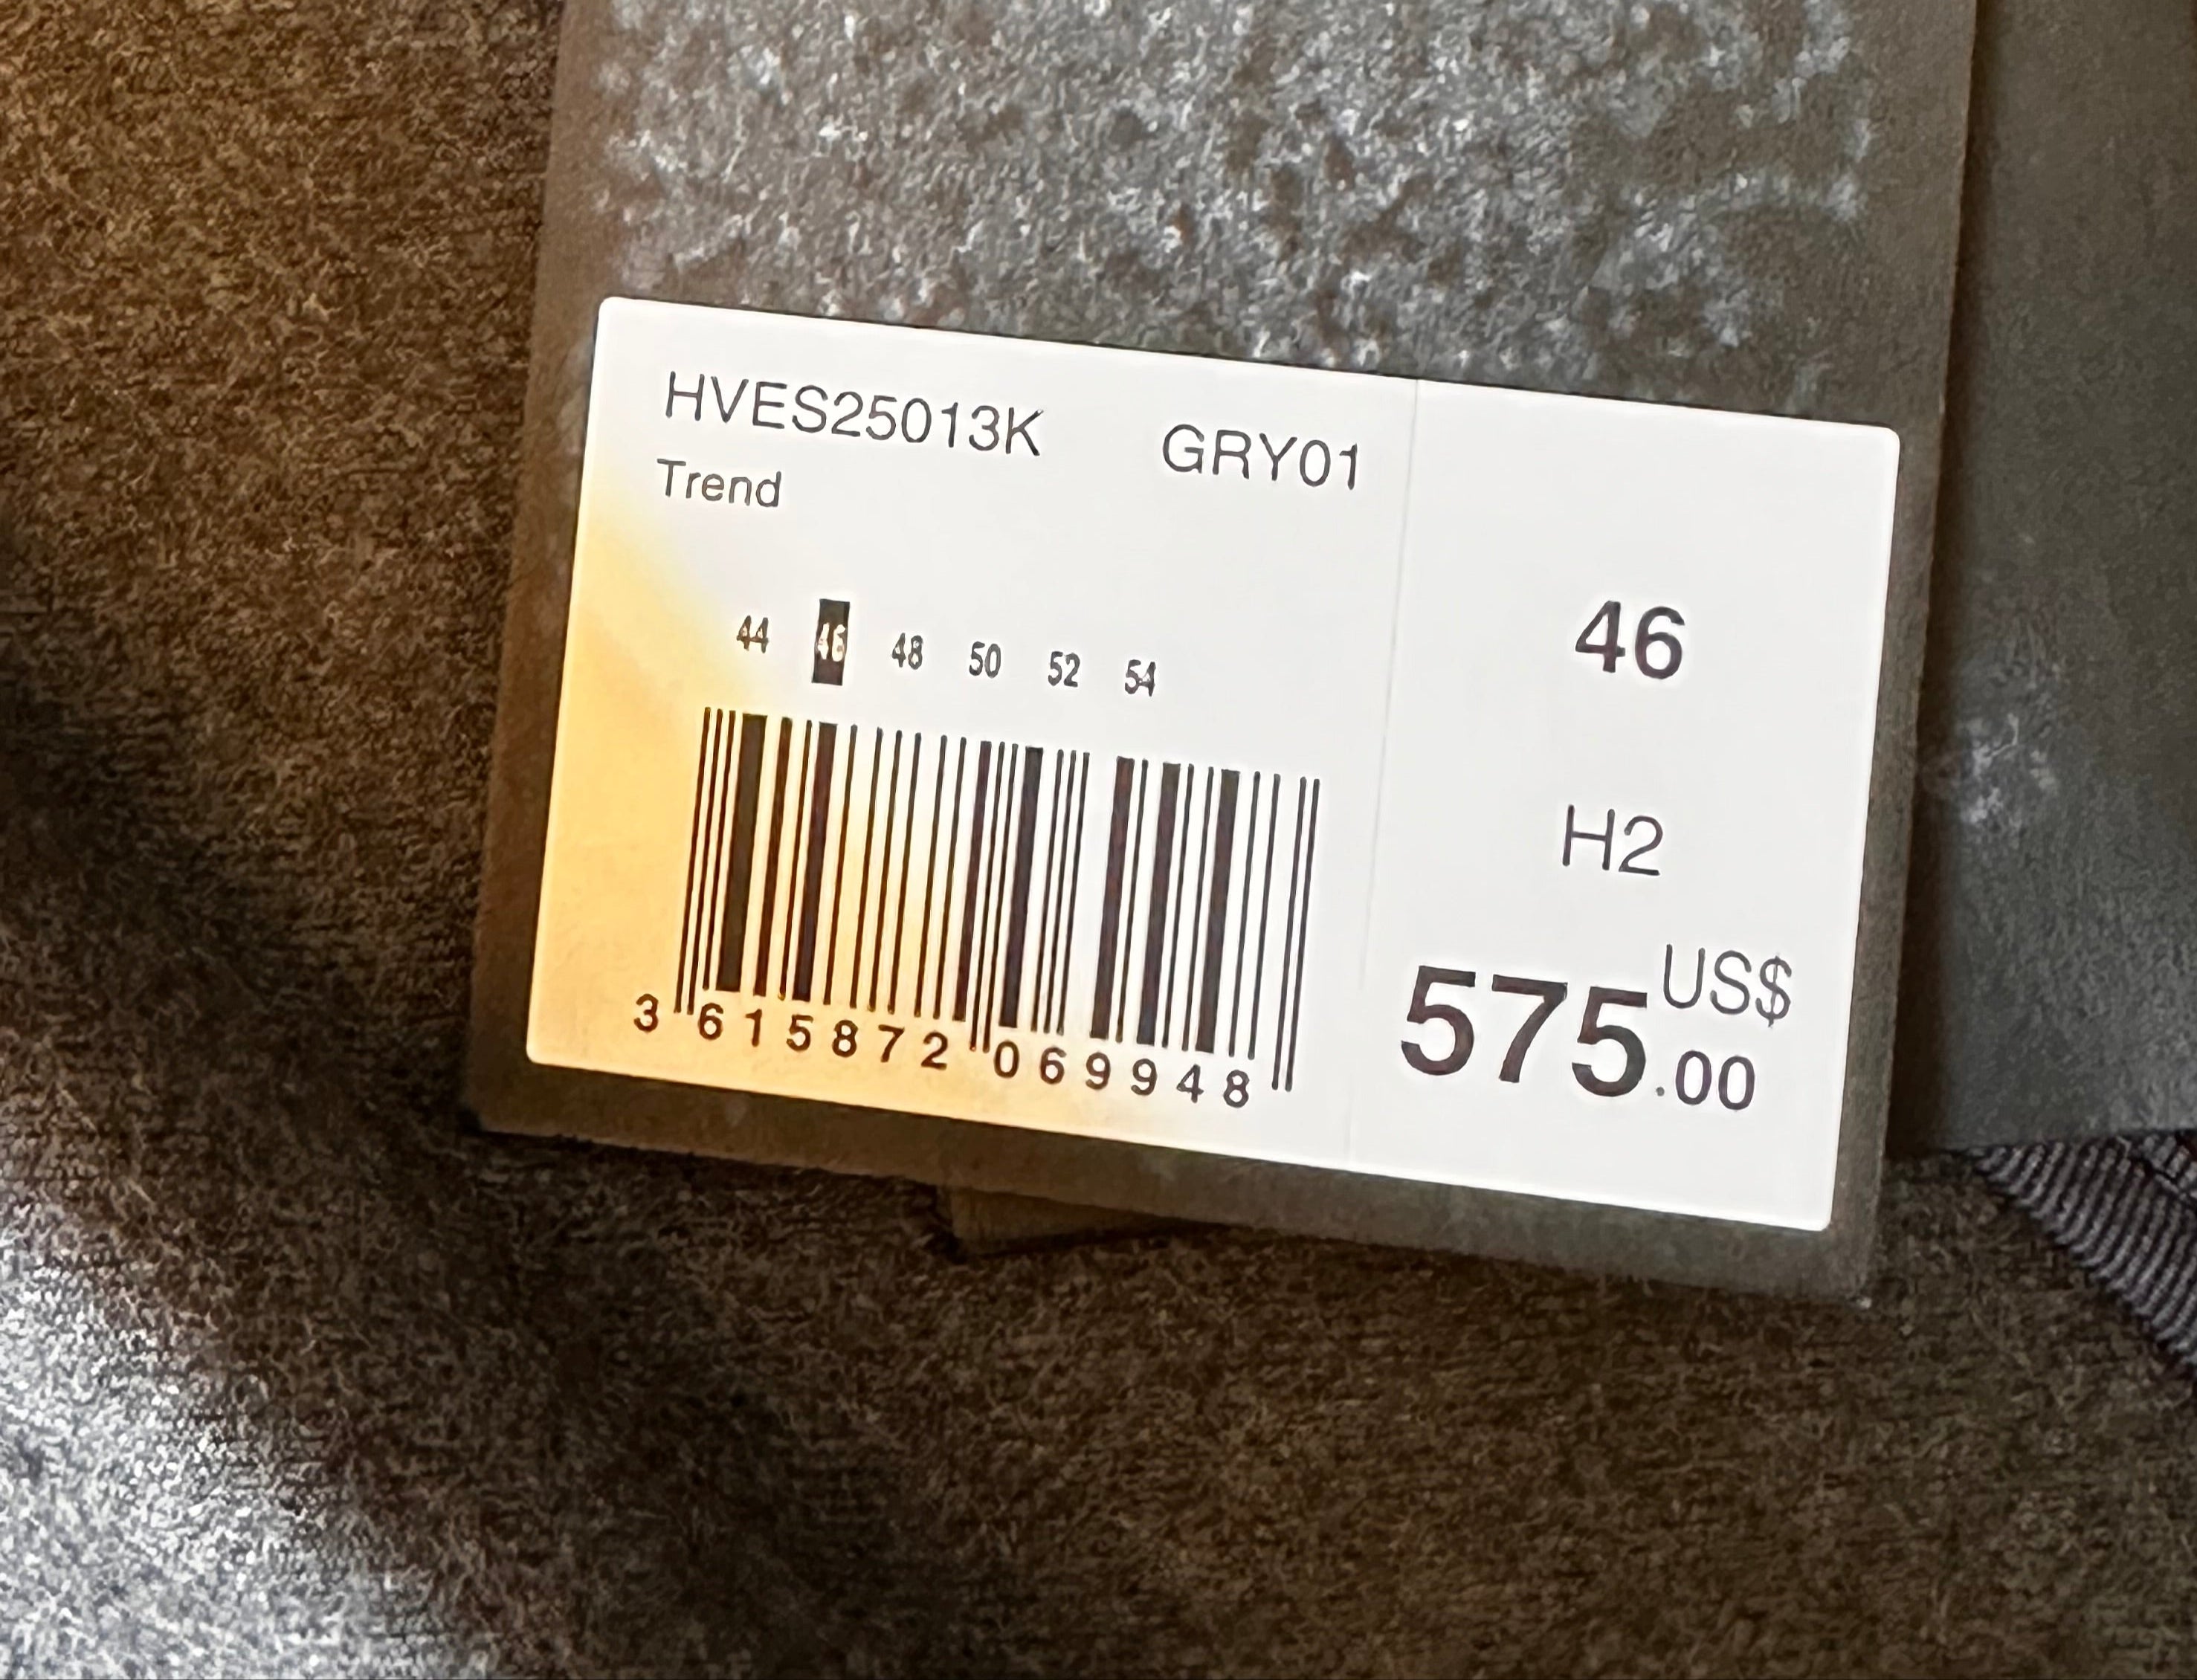 HVES25013K GRY01
Trend
44 46 48 50 52 54
3 615872 069948
46
H2
575.00 US$